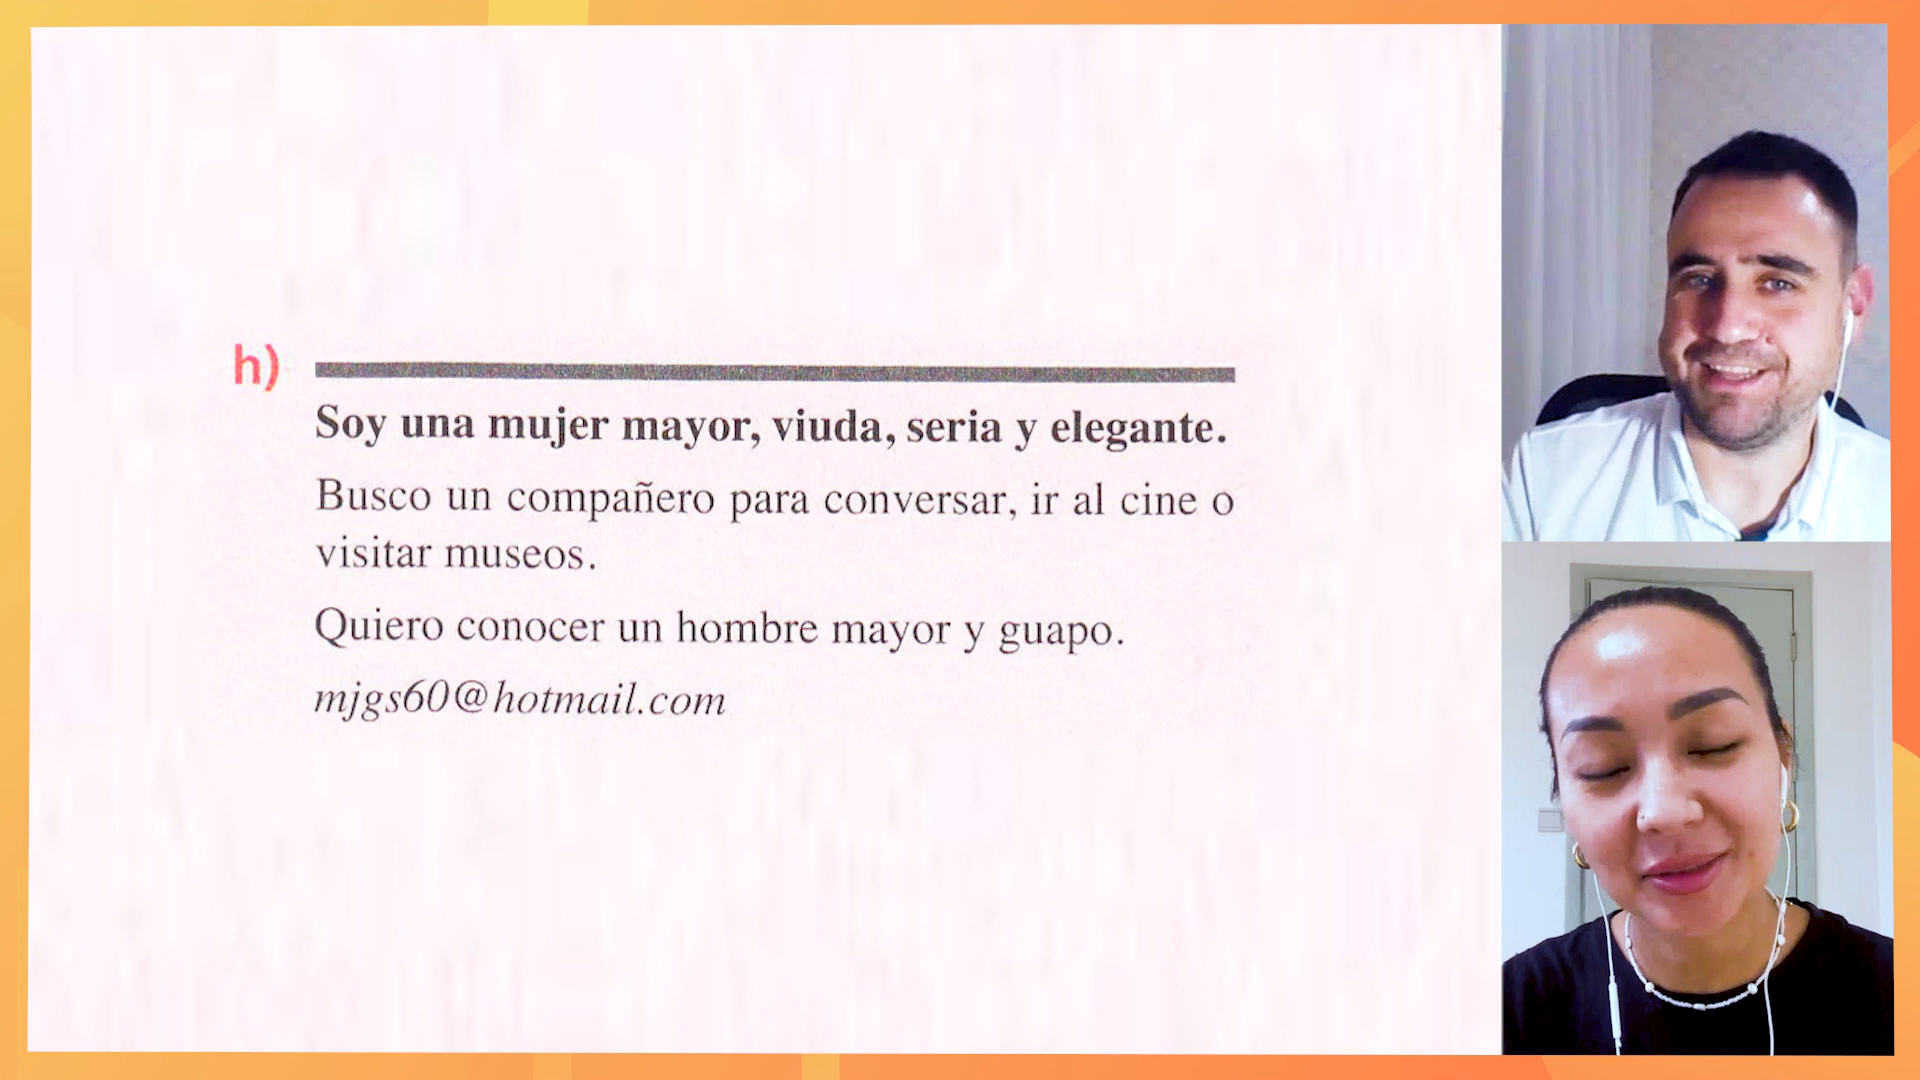 h)
Soy una mujer mayor, viuda, seria y elegante.
Busco un compañero para conversar, ir al cine o
visitar museos.
Quiero conocer un hombre mayor y guapo.
mjgs60@hotmail.com